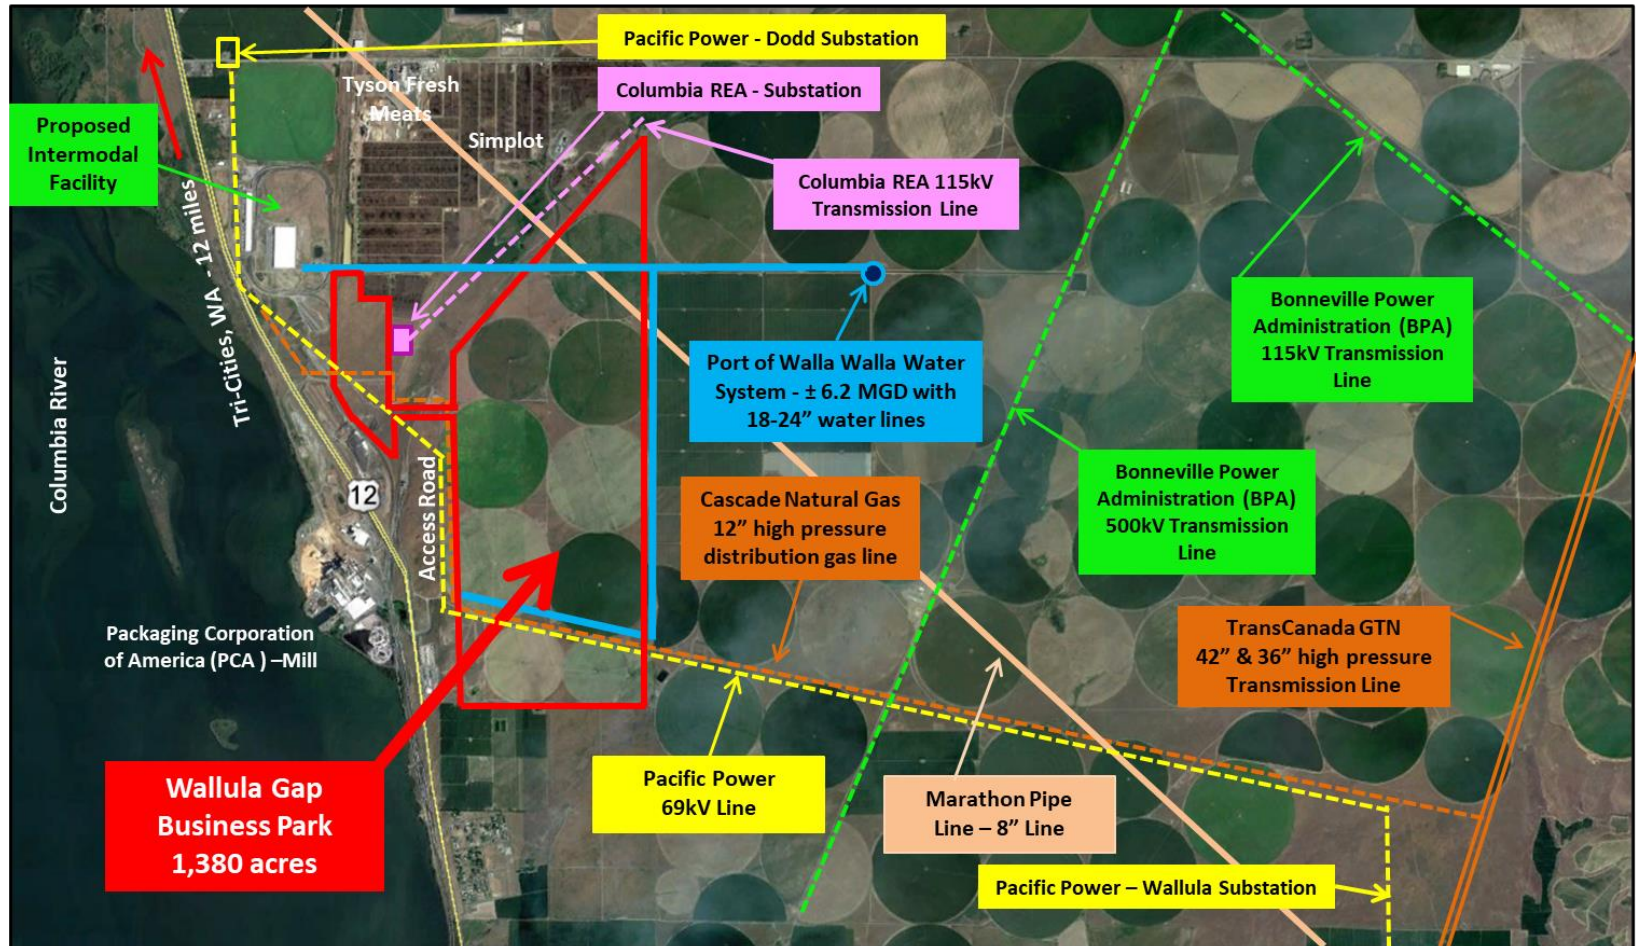 Pacific Power - Dodd Substation
Tyson Fresh
Meats
Columbia REA - Substation
Proposed
Intermodal
Facility
Simplot
Columbia REA 115kV
Transmission Line
Tri-Cities, WA - 12 miles
Bonneville Power
Administration (BPA)
115kV Transmission
Line
Port of Walla Walla Water
System - ± 6.2 MGD with
18-24” water lines
Columbia River
12
Access Road
Cascade Natural Gas
12” high pressure
distribution gas line
Bonneville Power
Administration (BPA)
500kV Transmission
Line
Packaging Corporation
of America (PCA ) –Mill
TransCanada GTN
42” & 36” high pressure
Transmission Line
Wallula Gap
Business Park
1,380 acres
Pacific Power
69kV Line
Marathon Pipe
Line – 8” Line
Pacific Power – Wallula Substation